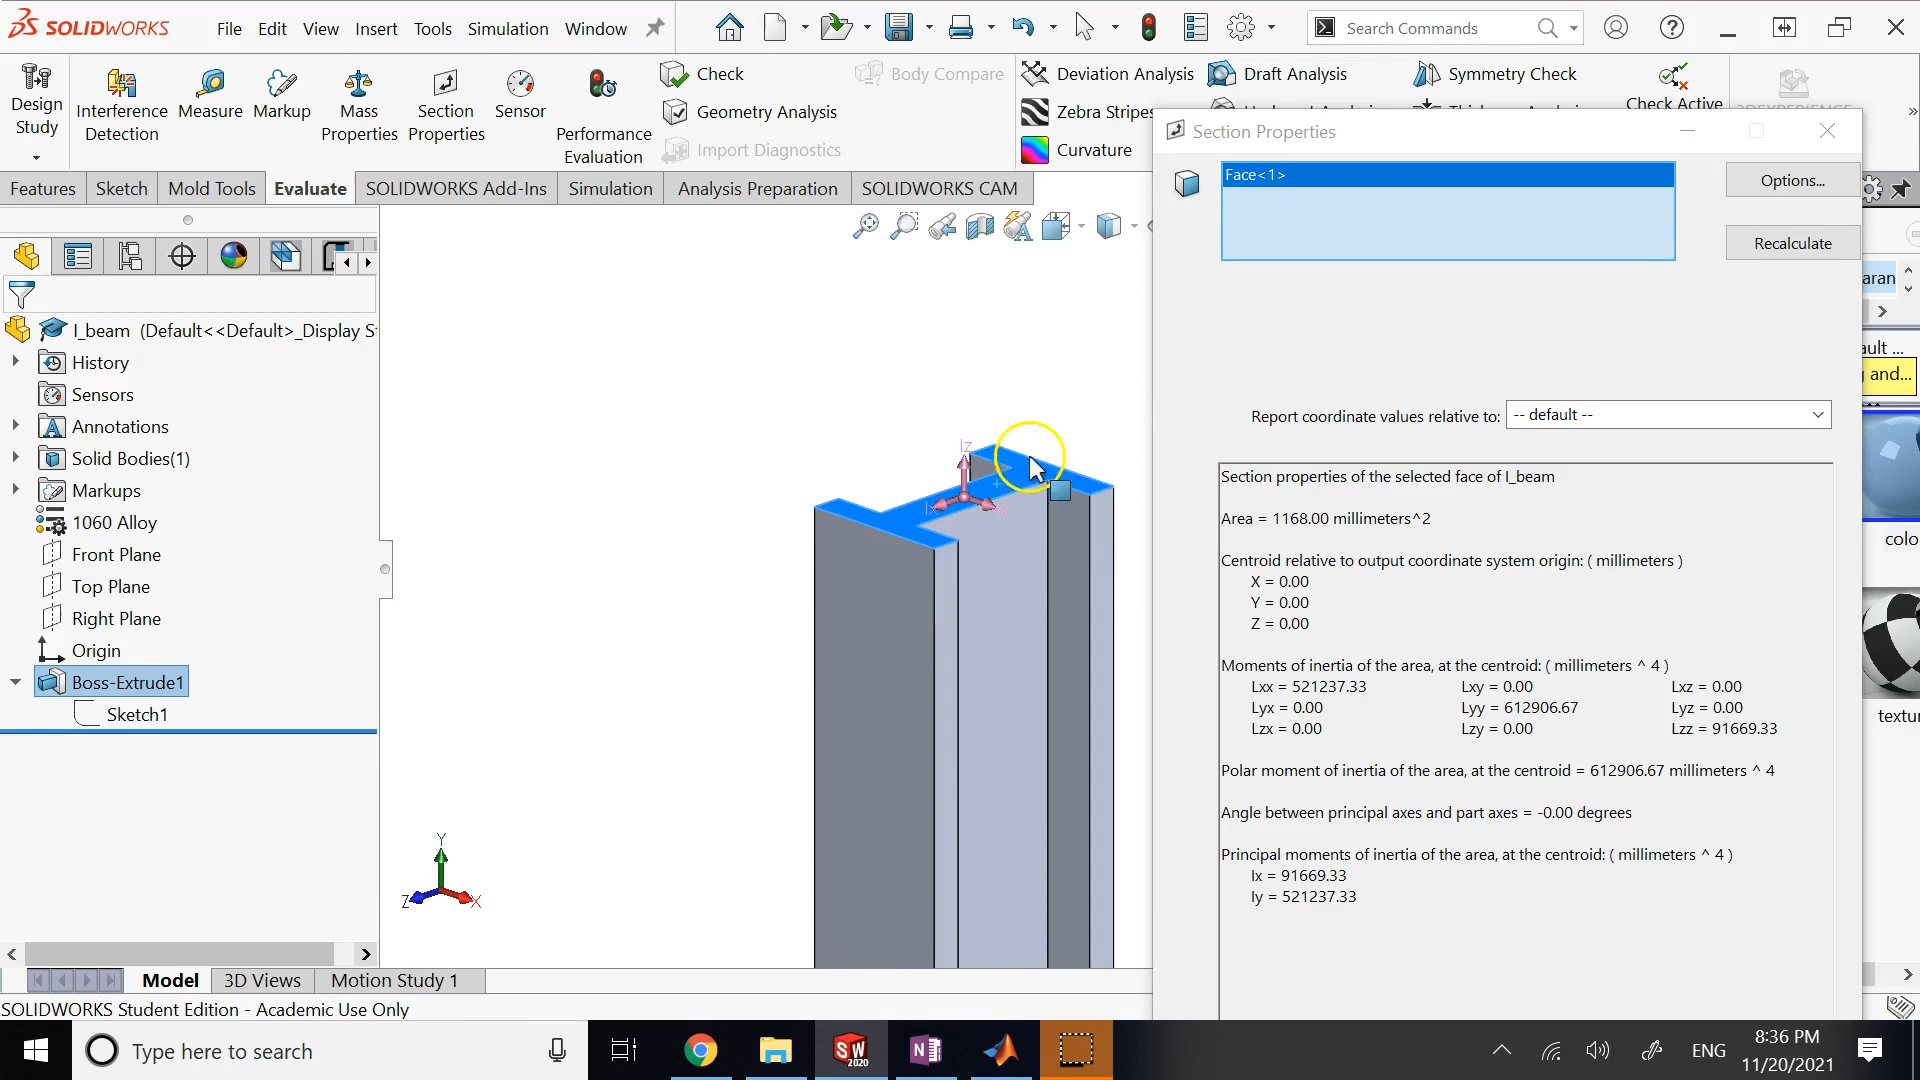 SOLIDWORKS File Edit View Insert Tools Simulation Window Search Commands
Design Study
Interference Detection
Measure
Markup
Mass Properties
Section Properties
Sensor
Performance Evaluation
Check
Geometry Analysis
Import Diagnostics
Body Compare
Deviation Analysis
Zebra Stripes
Curvature
Draft Analysis
Symmetry Check
Check Active
Features Sketch Mold Tools Evaluate SOLIDWORKS Add-Ins Simulation Analysis Preparation SOLIDWORKS CAM
I_beam (Default<<Default>_Display S
History
Sensors
Annotations
Solid Bodies(1)
Markups
1060 Alloy
Front Plane
Top Plane
Right Plane
Origin
Boss-Extrude1
Sketch1
Iz
Ix
Y
Z
X
Section Properties
Face<1>
Options...
Recalculate
Report coordinate values relative to: -- default --
Section properties of the selected face of I_beam
Area = 1168.00 millimeters^2
Centroid relative to output coordinate system origin: ( millimeters )
X = 0.00
Y = 0.00
Z = 0.00
Moments of inertia of the area, at the centroid: ( millimeters ^ 4 )
Lxx = 521237.33 Lxy = 0.00 Lxz = 0.00
Lyx = 0.00 Lyy = 612906.67 Lyz = 0.00
Lzx = 0.00 Lzy = 0.00 Lzz = 91669.33
Polar moment of inertia of the area, at the centroid = 612906.67 millimeters ^ 4
Angle between principal axes and part axes = -0.00 degrees
Principal moments of inertia of the area, at the centroid: ( millimeters ^ 4 )
Ix = 91669.33
Iy = 521237.33
aran
ault ...
and...
colo
textur
Model 3D Views Motion Study 1
SOLIDWORKS Student Edition - Academic Use Only
Type here to search
SW
2020
N
ENG
8:36 PM
11/20/2021